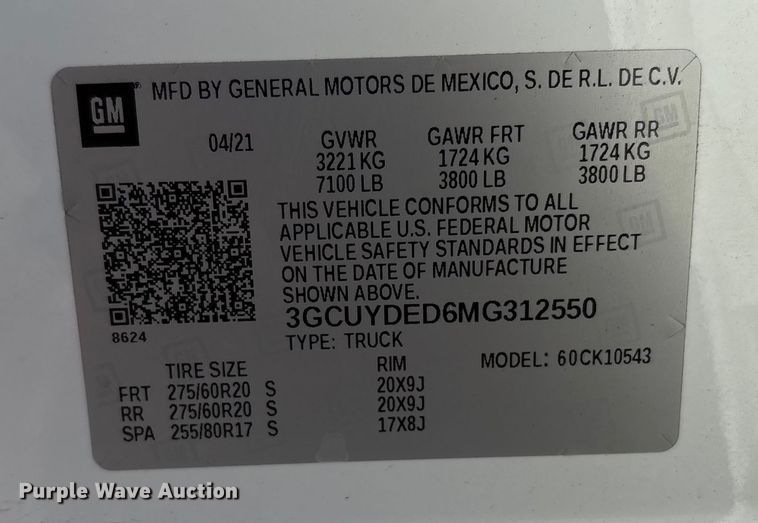 GM
MFD BY GENERAL MOTORS DE MEXICO, S. DE R.L. DE C.V.
04/21 GVWR GAWR FRT GAWR RR
3221 KG 1724 KG 1724 KG
7100 LB 3800 LB 3800 LB
THIS VEHICLE CONFORMS TO ALL
APPLICABLE U.S. FEDERAL MOTOR
VEHICLE SAFETY STANDARDS IN EFFECT
ON THE DATE OF MANUFACTURE
SHOWN ABOVE.
3GCUYDED6MG312550
8624
TYPE: TRUCK
MODEL: 60CK10543
TIRE SIZE RIM
FRT 275/60R20 S 20X9J
RR 275/60R20 S 20X9J
SPA 255/80R17 S 17X8J
Purple Wave Auction